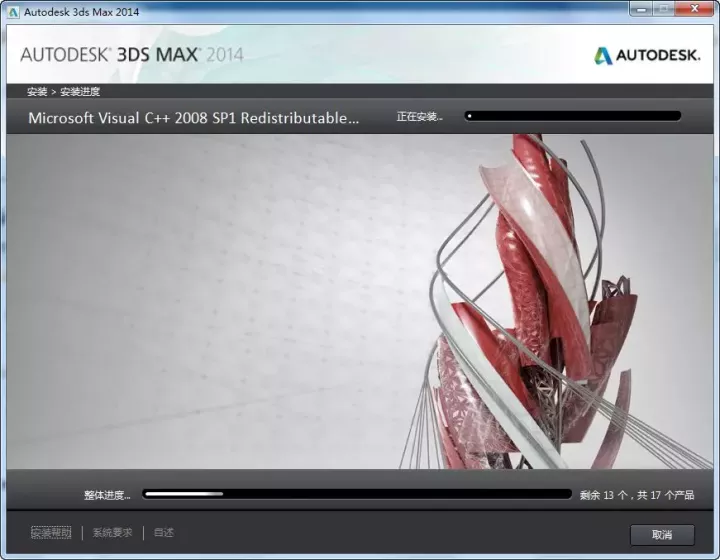 Autodesk 3ds Max 2014
AUTODESK® 3DS MAX® 2014
AUTODESK.
安装 > 安装进度
Microsoft Visual C++ 2008 SP1 Redistributable...
正在安装...
整体进度...
剩余 13 个，共 17 个产品
安装帮助 | 系统要求 | 自述
取消